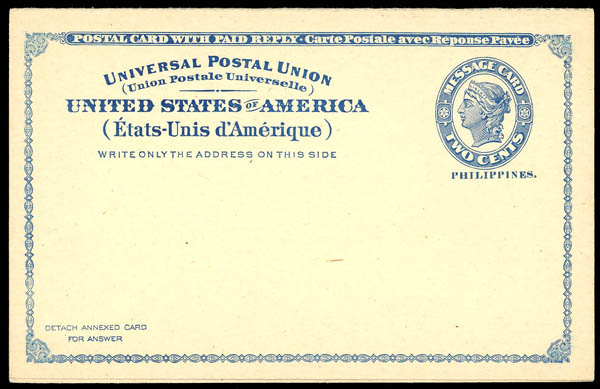 POSTAL CARD WITH PAID REPLY-Carte Postale avec Réponse Payée
UNIVERSAL POSTAL UNION
(Union Postale Universelle)
UNITED STATES OF AMERICA
(États-Unis d'Amérique)
WRITE ONLY THE ADDRESS ON THIS SIDE
MESSAGE CARD
TWO CENTS
PHILIPPINES.
DETACH ANNEXED CARD
FOR ANSWER